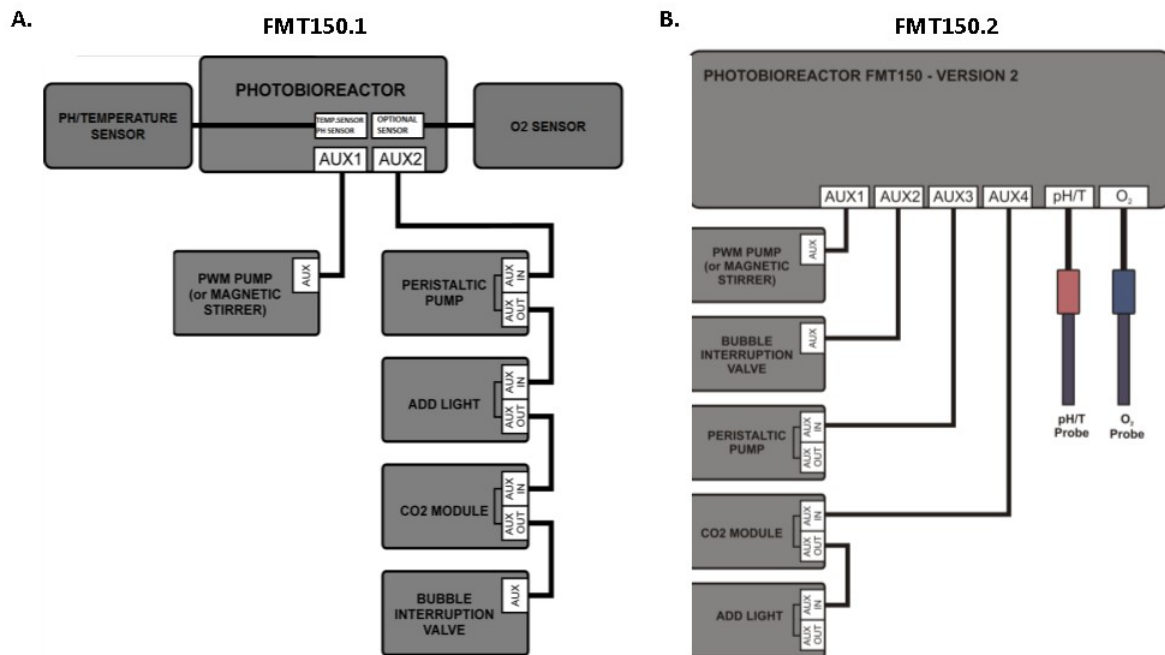 A.
FMT150.1
PHOTOBIOREACTOR
PH/TEMPERATURE
SENSOR
TEMP.SENSOR
PH SENSOR
OPTIONAL
SENSOR
O2 SENSOR
AUX1
AUX2
PWM PUMP
(or MAGNETIC
STIRRER)
AUX
PERISTALTIC
PUMP
AUX
IN
AUX
OUT
ADD LIGHT
AUX
IN
AUX
OUT
CO2 MODULE
AUX
IN
AUX
OUT
BUBBLE
INTERRUPTION
VALVE
AUX
B.
FMT150.2
PHOTOBIOREACTOR FMT150 - VERSION 2
AUX1
AUX2
AUX3
AUX4
pH/T
O₂
PWM PUMP
(or MAGNETIC
STIRRER)
AUX
BUBBLE
INTERRUPTION
VALVE
AUX
PERISTALTIC
PUMP
AUX
IN
AUX
OUT
CO2 MODULE
AUX
IN
AUX
OUT
ADD LIGHT
AUX
IN
AUX
OUT
pH/T
Probe
O₂
Probe